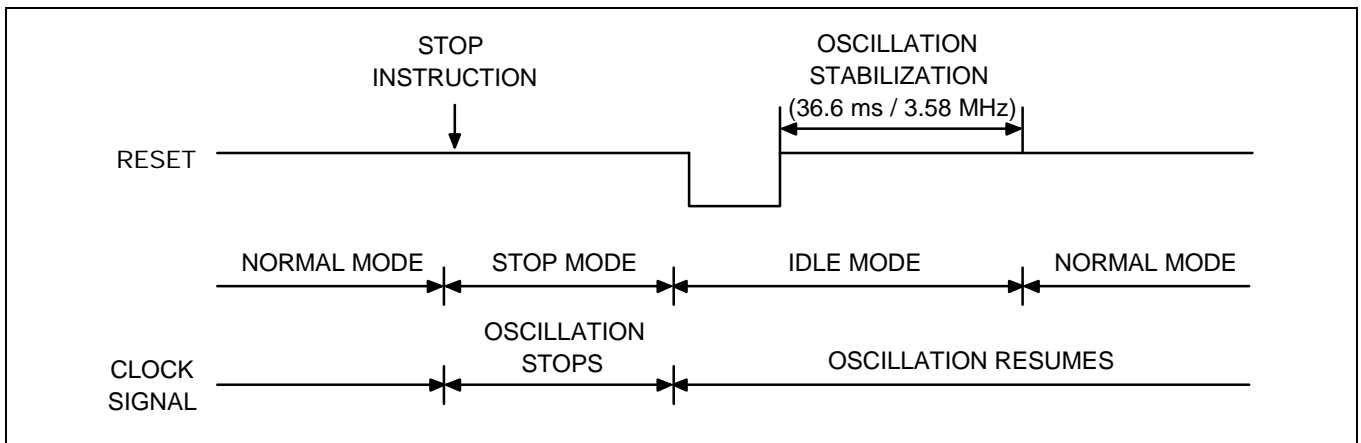 STOP
INSTRUCTION
OSCILLATION
STABILIZATION
(36.6 ms / 3.58 MHz)
RESET
NORMAL MODE
STOP MODE
IDLE MODE
NORMAL MODE
OSCILLATION
STOPS
OSCILLATION RESUMES
CLOCK
SIGNAL